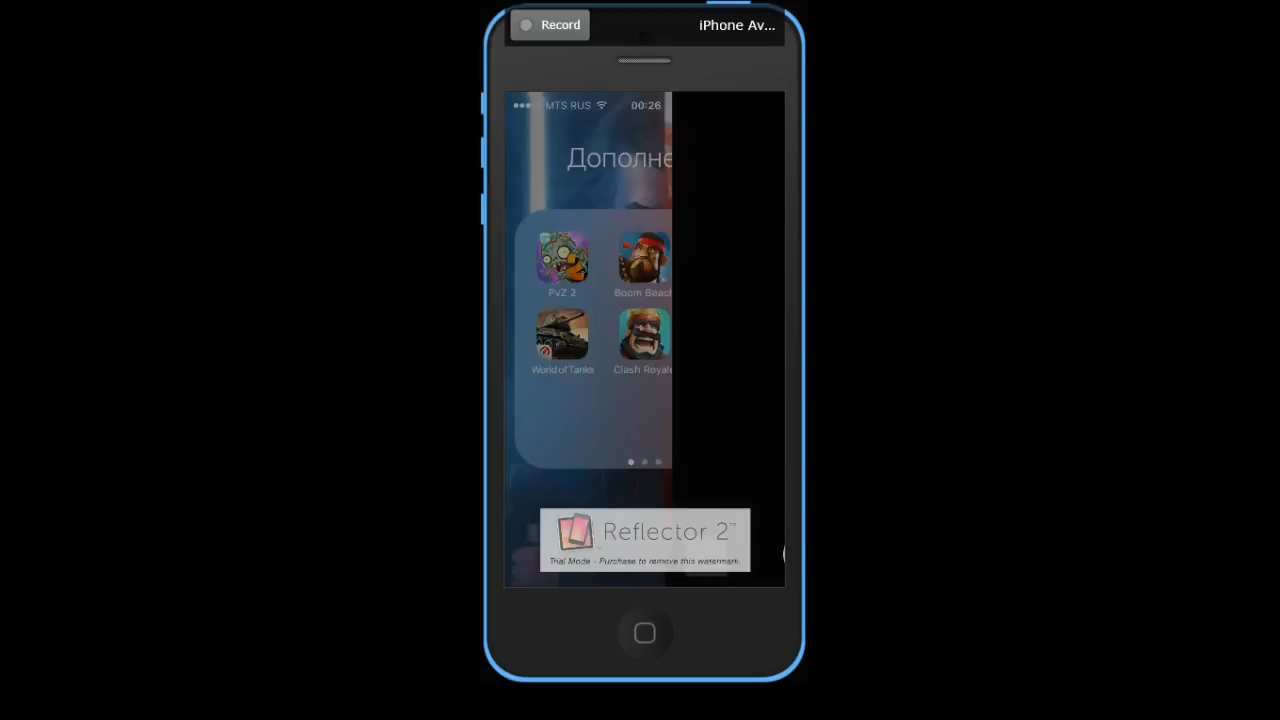 Record
iPhone Av...
MTS RUS 00:26
Дополне
PvZ 2
Boom Beach
World of Tanks
Clash Royale
Reflector 2™
Trial Mode - Purchase to remove this watermark.